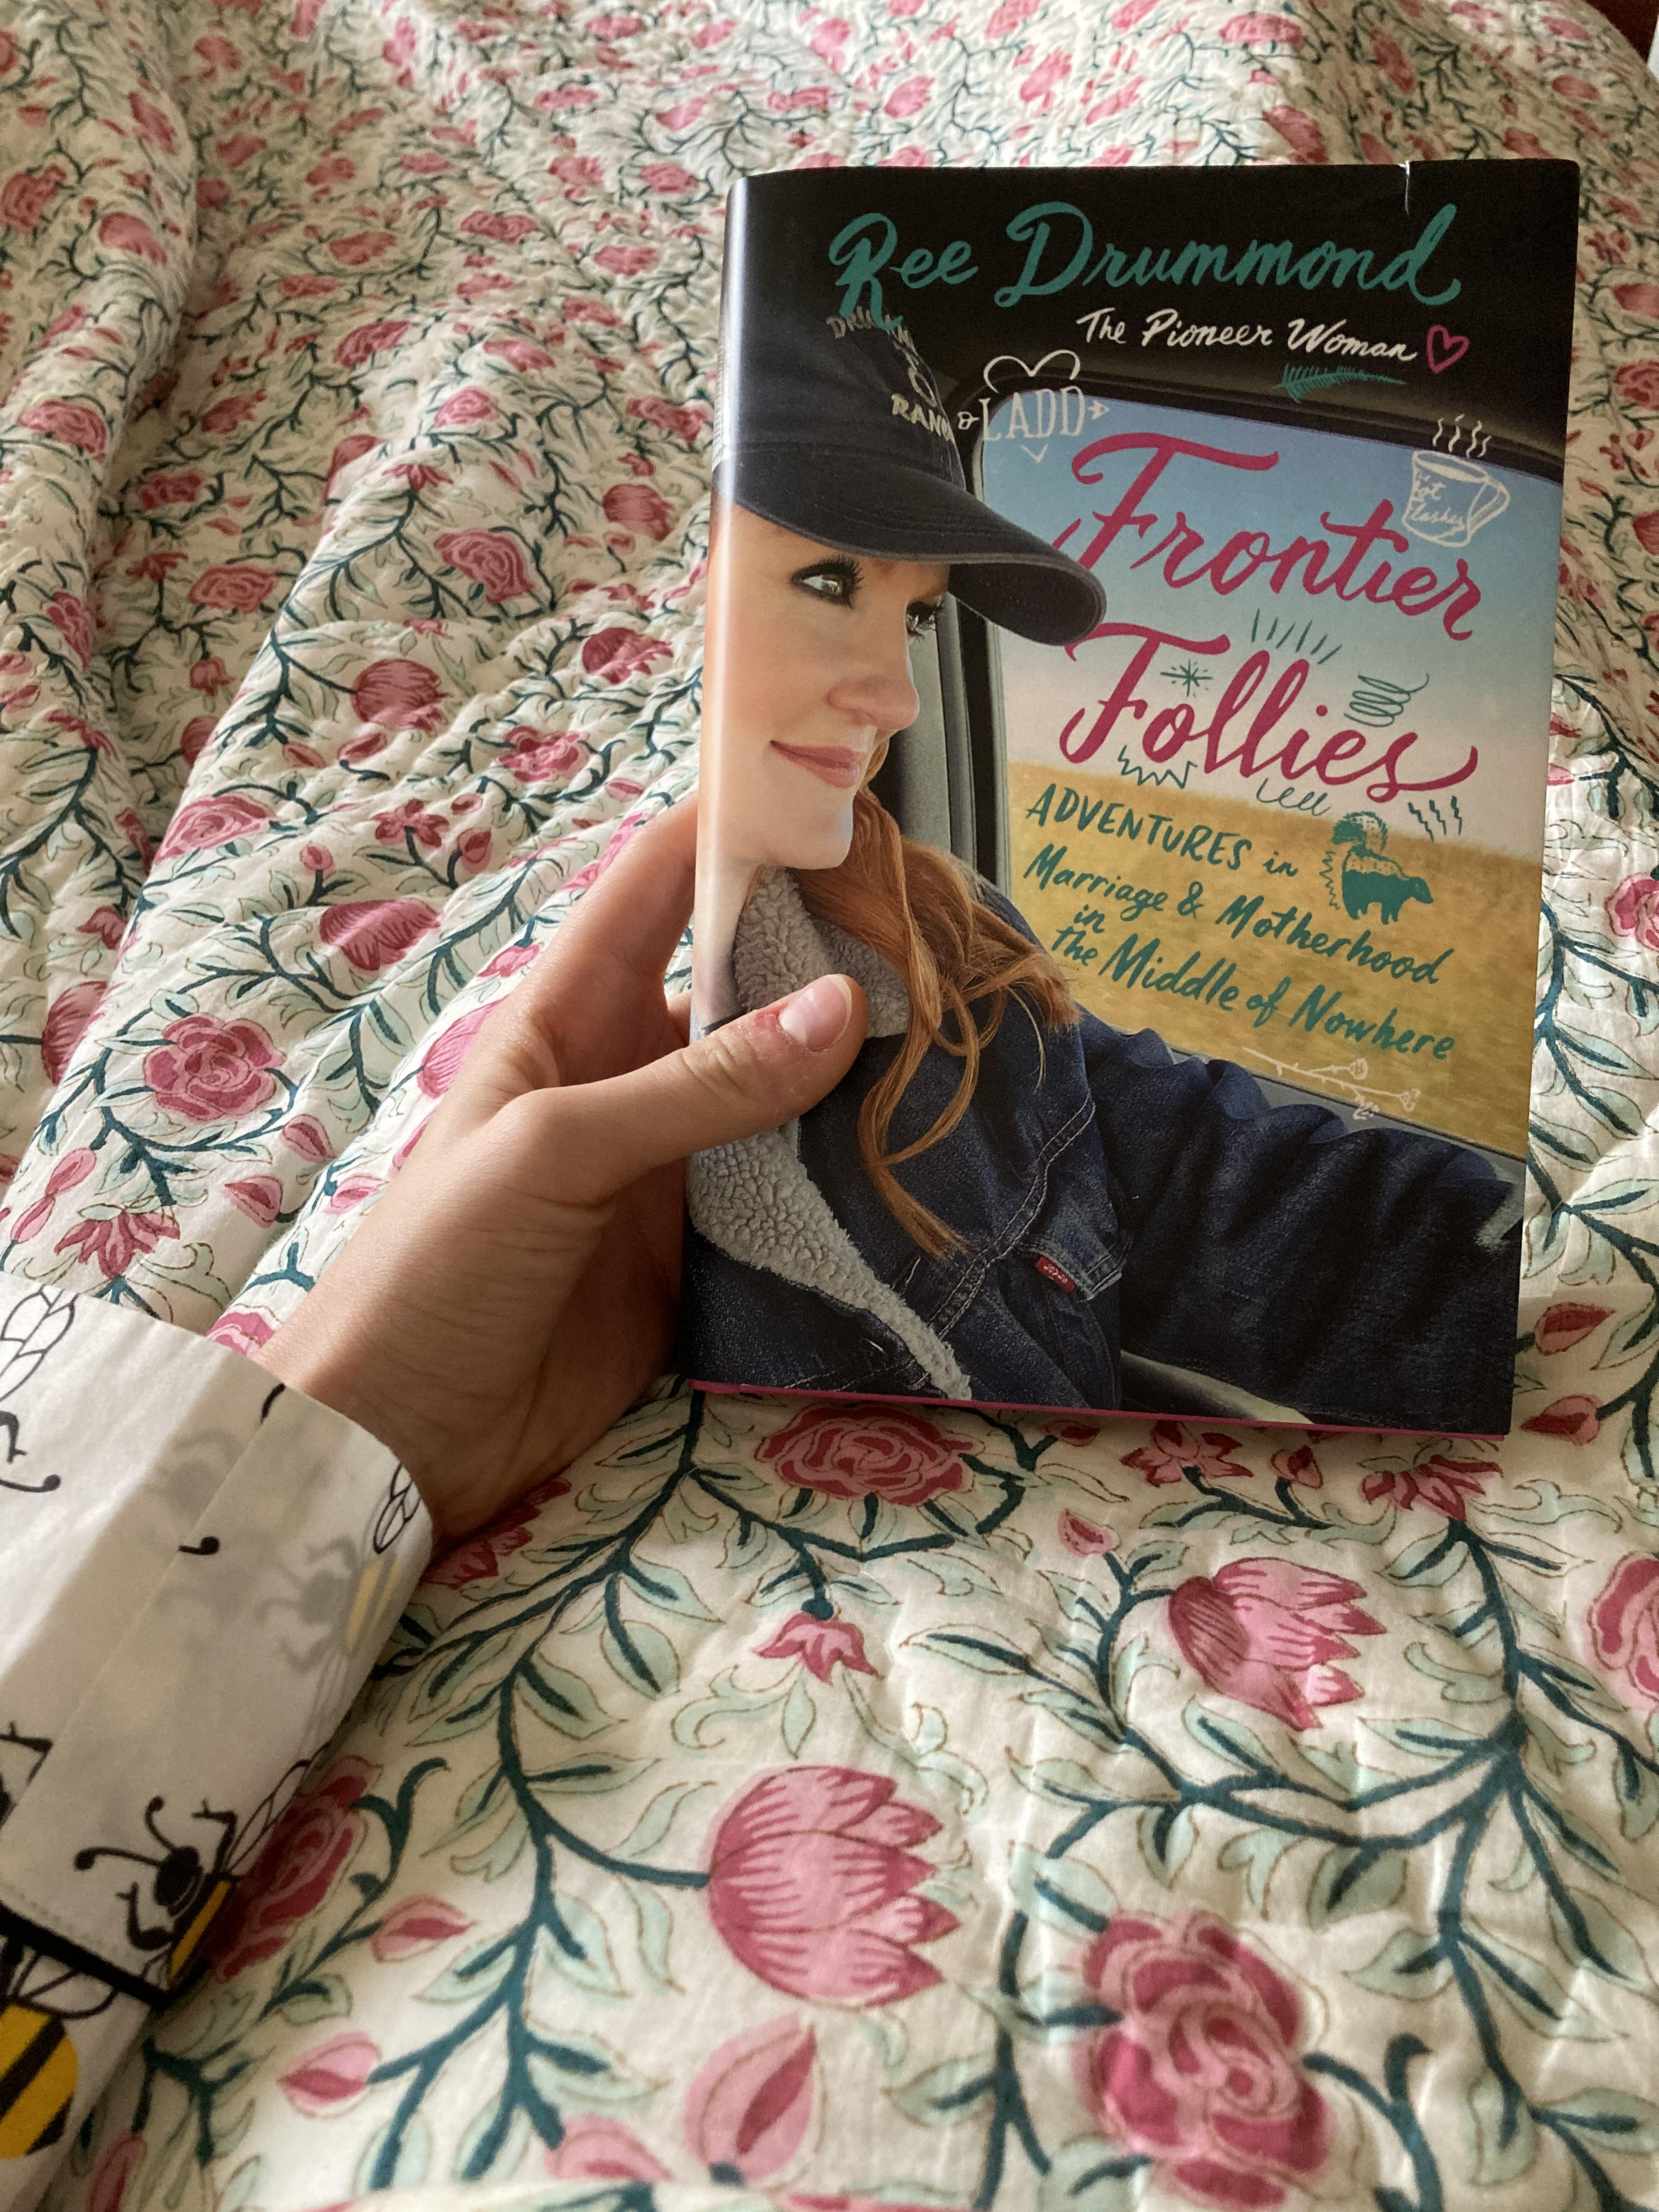 Ree Drummond
The Pioneer Woman
LADD
Frontier
Follies
ADVENTURES in
Marriage & Motherhood
in
the Middle of Nowhere